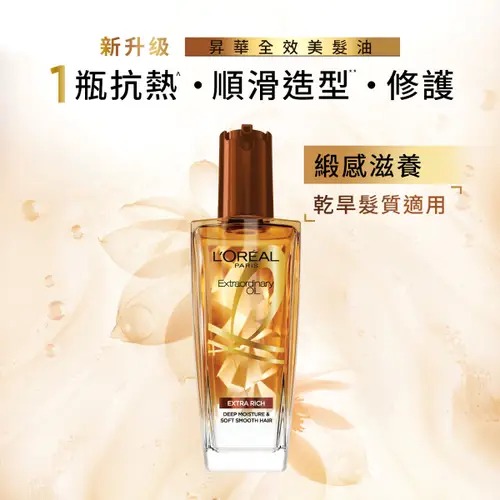 新升级
昇華全效美髮油
1瓶抗熱^・順滑造型^^・修護
緞感滋養
乾旱髮質適用
L'ORÉAL
PARIS
Extraordinary
OIL
EXTRA RICH
DEEP MOISTURE &
SOFT SMOOTH HAIR